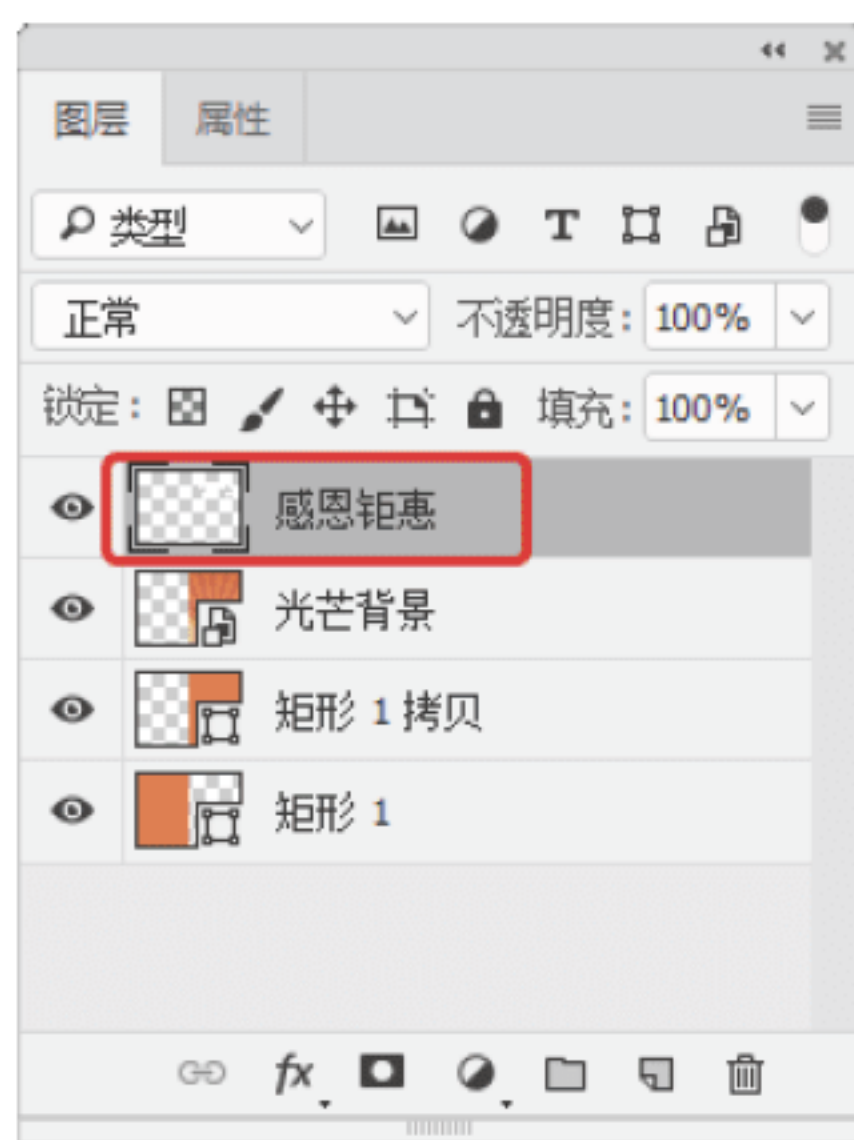 图层 属性
类型 T
正常 不透明度: 100%
锁定: 填充: 100%
感恩钜惠
光芒背景
矩形 1 拷贝
矩形 1
fx